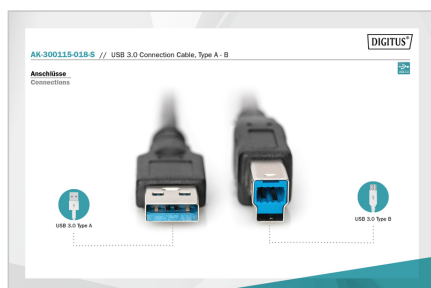 DIGITUS®
AK-300115-018-S // USB 3.0 Connection Cable, Type A - B
Anschlüsse
Connections
USB 3.0 Type A
USB 3.0 Type B